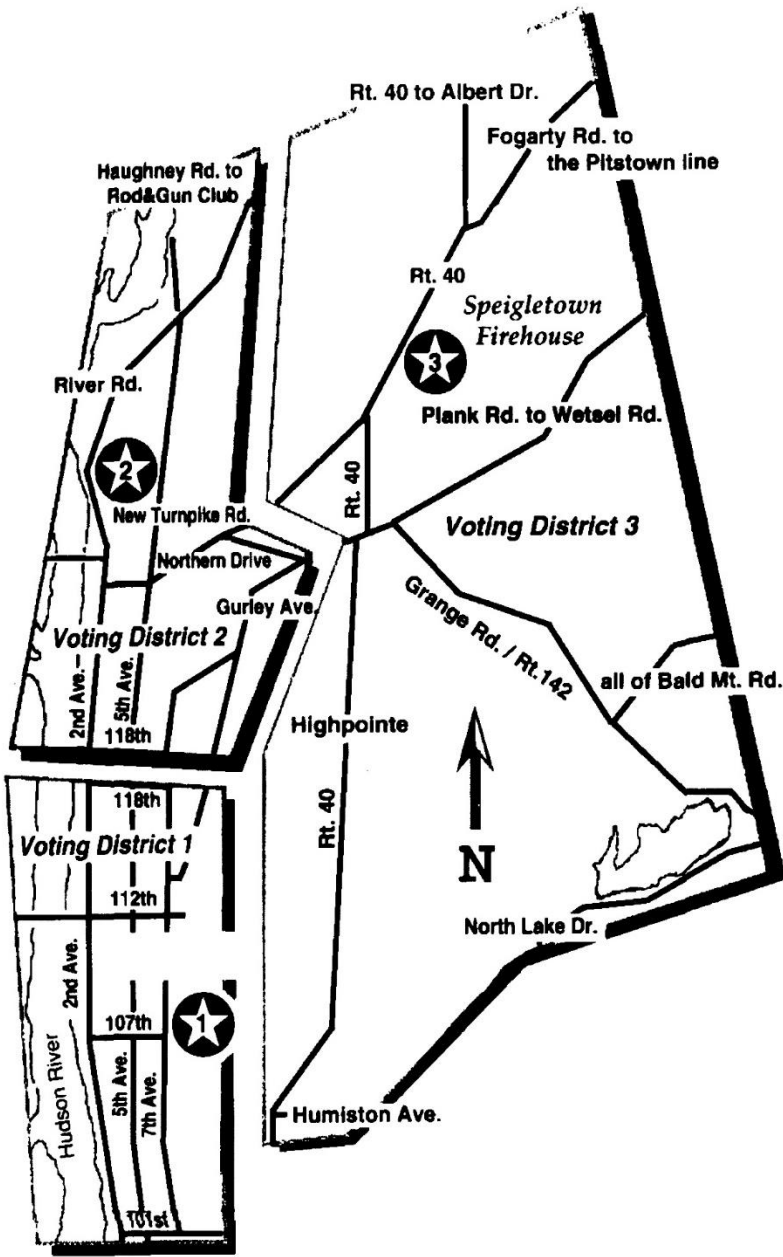 Rt. 40 to Albert Dr.
Fogarty Rd. to
the Pitstown line
Haughney Rd. to
Rod&Gun Club
Rt. 40
Speigletown
Firehouse
3
River Rd.
Plank Rd. to Wetsel Rd.
2
Rt. 40
New Turnpike Rd.
Voting District 3
Northern Drive
Gurley Ave.
Grange Rd. / Rt.142
Voting District 2
2nd Ave.
5th Ave.
all of Bald Mt. Rd.
118th
Highpointe
118th
Rt. 40
Voting District 1
N
112th
North Lake Dr.
2nd Ave.
1
107th
Hudson River
5th Ave.
7th Ave.
Humiston Ave.
101st